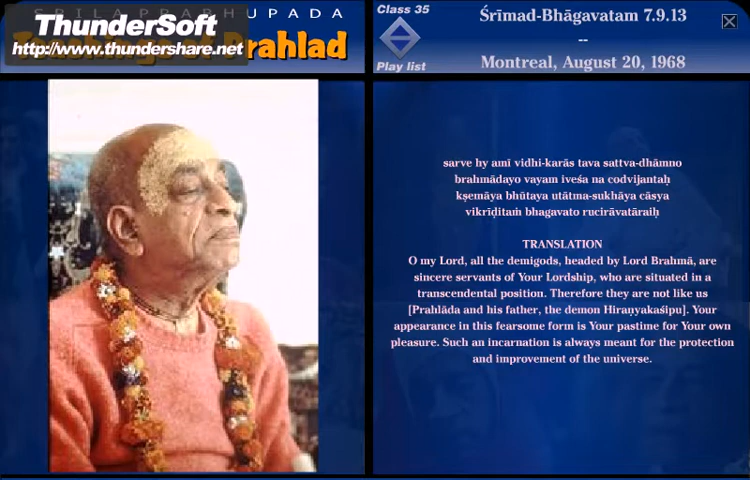 SRILA PRABHUPADA
ThunderSoft
http://www.thundershare.net
Teachings of Prahlad
Class 35
Play list
Śrīmad-Bhāgavatam 7.9.13
--
Montreal, August 20, 1968
sarve hy amī vidhi-karās tava sattva-dhāmno
brahmādayo vayam iveśa na codvijantaḥ
kṣemāya bhūtaya utātma-sukhāya cāsya
vikrīḍitaṁ bhagavato rucirāvatāraiḥ
TRANSLATION
O my Lord, all the demigods, headed by Lord Brahmā, are
sincere servants of Your Lordship, who are situated in a
transcendental position. Therefore they are not like us
[Prahlāda and his father, the demon Hiraṇyakaśipu]. Your
appearance in this fearsome form is Your pastime for Your own
pleasure. Such an incarnation is always meant for the protection
and improvement of the universe.